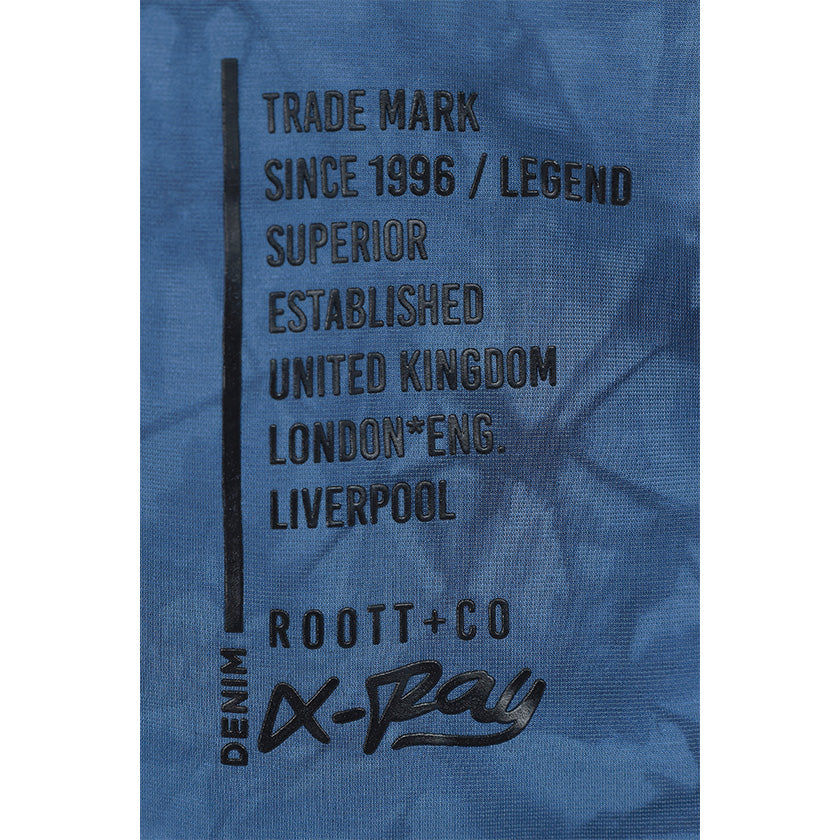 TRADE MARK
SINCE 1996 / LEGEND
SUPERIOR
ESTABLISHED
UNITED KINGDOM
LONDON*ENG.
LIVERPOOL
ROOTT+CO
DENIM
X-Ray